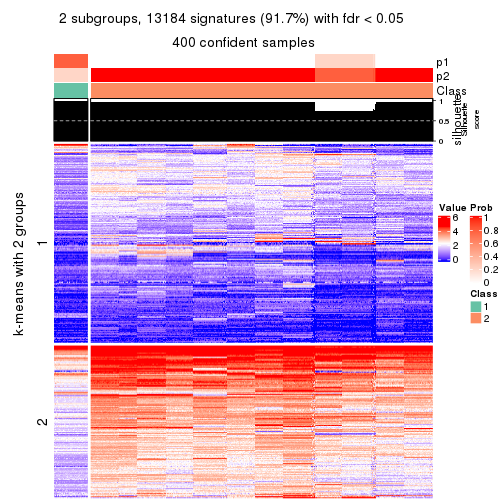 2 subgroups, 13184 signatures (91.7%) with fdr < 0.05
400 confident samples
p1
p2
Class
1
0.5
0
silhouette
Silhouette
score
k-means with 2 groups
1
2
Value
6
4
2
0
Prob
1
0.8
0.6
0.4
0.2
0
Class
1
2